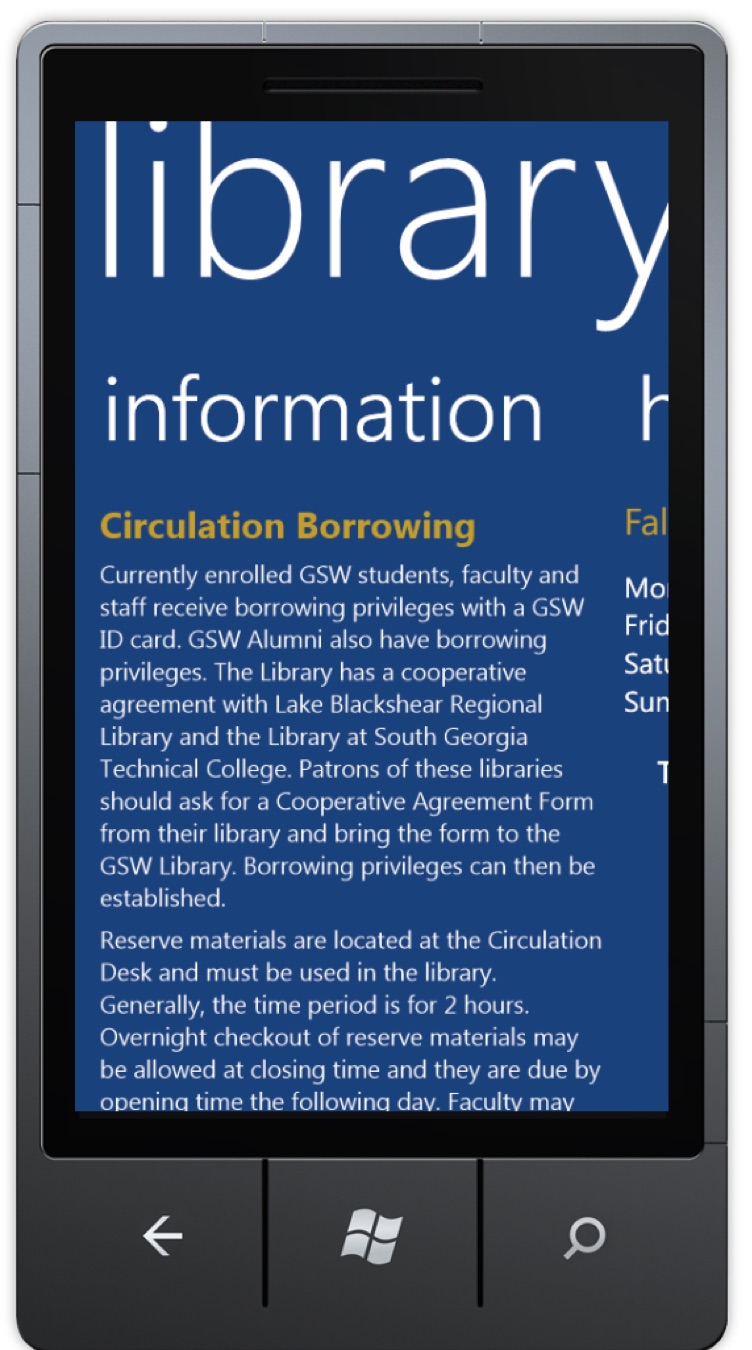 library
information
Circulation Borrowing
Currently enrolled GSW students, faculty and
staff receive borrowing privileges with a GSW
ID card. GSW Alumni also have borrowing
privileges. The Library has a cooperative
agreement with Lake Blackshear Regional
Library and the Library at South Georgia
Technical College. Patrons of these libraries
should ask for a Cooperative Agreement Form
from their library and bring the form to the
GSW Library. Borrowing privileges can then be
established.
Reserve materials are located at the Circulation
Desk and must be used in the library.
Generally, the time period is for 2 hours.
Overnight checkout of reserve materials may
be allowed at closing time and they are due by
opening time the following day. Faculty may